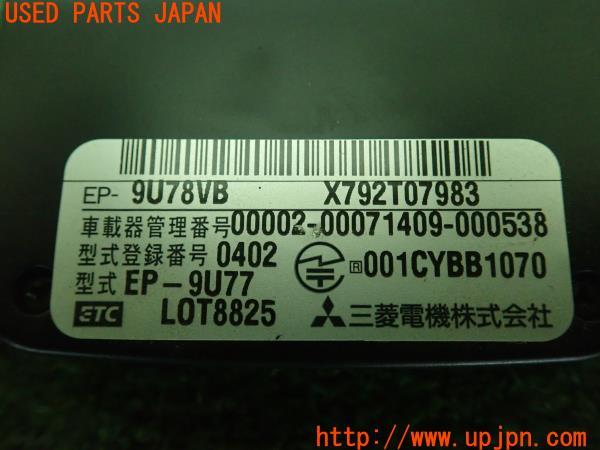 USED PARTS JAPAN
EP- 9U78VB X792T07983
車載器管理番号00002-00071409-000538
型式登録番号 0402
R 001CYBB1070
型式 EP-9U77
ETC LOT8825 三菱電機株式会社
http://www.upjpn.com/